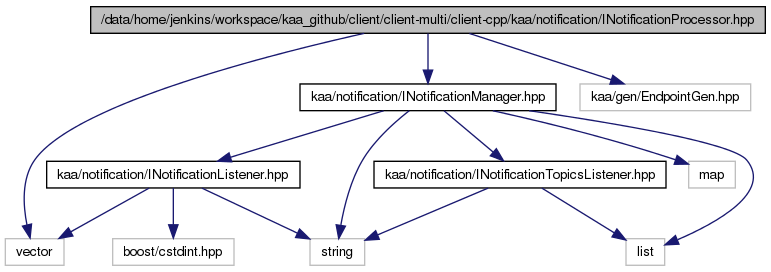 /data/home/jenkins/workspace/kaa_github/client/client-multi/client-cpp/kaa/notification/INotificationProcessor.hpp
kaa/notification/INotificationManager.hpp
kaa/gen/EndpointGen.hpp
kaa/notification/INotificationListener.hpp
kaa/notification/INotificationTopicsListener.hpp
map
vector
boost/cstdint.hpp
string
list